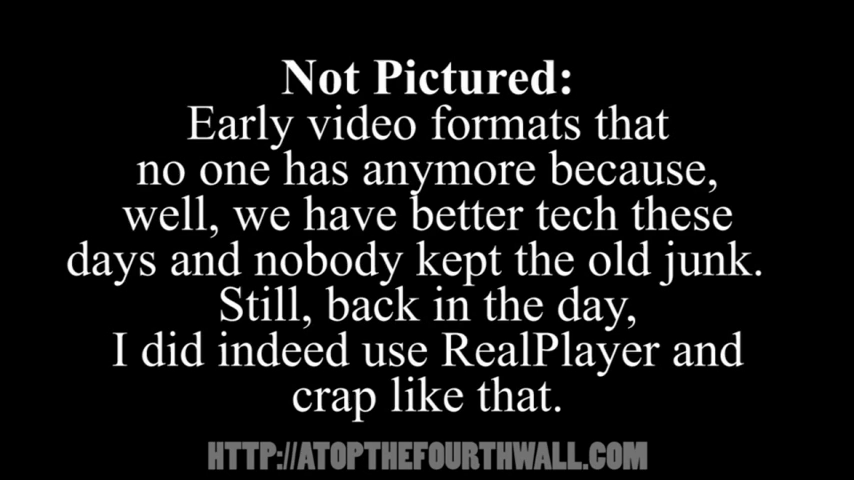 Not Pictured:
Early video formats that
no one has anymore because,
well, we have better tech these
days and nobody kept the old junk.
Still, back in the day,
I did indeed use RealPlayer and
crap like that.
HTTP://ATOPTHEFOURTHWALL.COM